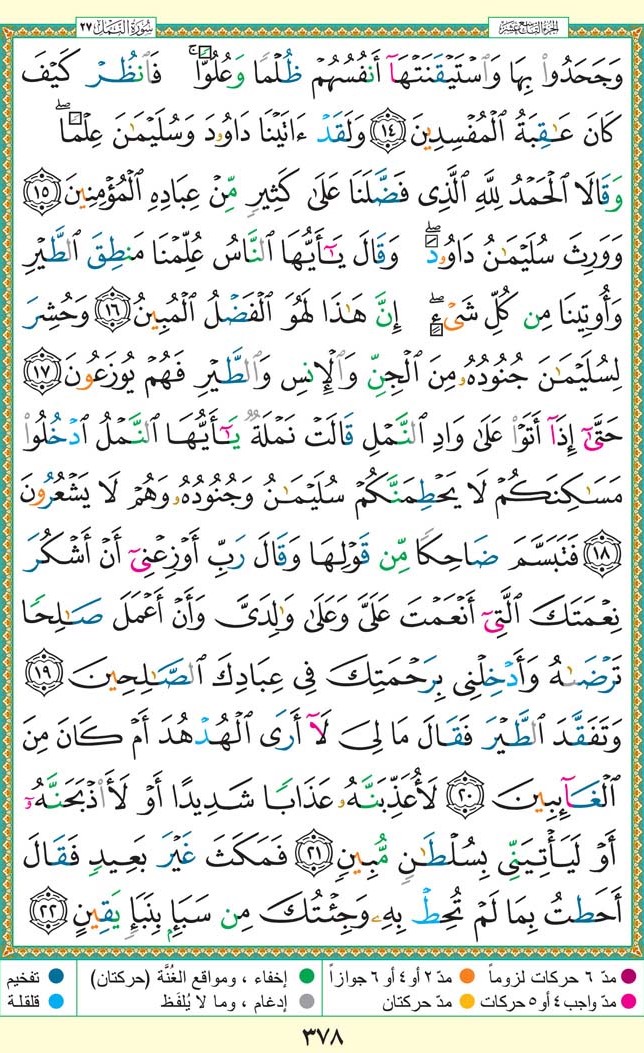 الجزء التاسع عشر
سورة النمل ٢٧
وَجَحَدُوا۟ بِهَا وَٱسْتَيْقَنَتْهَآ أَنفُسُهُمْ ظُلْمًا وَعُلُوًّا ۚ فَٱنظُرْ كَيْفَ
كَانَ عَٰقِبَةُ ٱلْمُفْسِدِينَ ١٤ وَلَقَدْ ءَاتَيْنَا دَاوُۥدَ وَسُلَيْمَٰنَ عِلْمًا ۖ
وَقَالَا ٱلْحَمْدُ لِلَّهِ ٱلَّذِى فَضَّلَنَا عَلَىٰ كَثِيرٍ مِّنْ عِبَادِهِ ٱلْمُؤْمِنِينَ ١٥
وَوَرِثَ سُلَيْمَٰنُ دَاوُۥدَ ۖ وَقَالَ يَٰٓأَيُّهَا ٱلنَّاسُ عُلِّمْنَا مَنطِقَ ٱلطَّيْرِ
وَأُوتِينَا مِن كُلِّ شَىْءٍ ۖ إِنَّ هَٰذَا لَهُوَ ٱلْفَضْلُ ٱلْمُبِينُ ١٦ وَحُشِرَ
لِسُلَيْمَٰنَ جُنُودُهُۥ مِنَ ٱلْجِنِّ وَٱلْإِنسِ وَٱلطَّيْرِ فَهُمْ يُوزَعُونَ ١٧
حَتَّىٰٓ إِذَآ أَتَوْا۟ عَلَىٰ وَادِ ٱلنَّمْلِ قَالَتْ نَمْلَةٌ يَٰٓأَيُّهَا ٱلنَّمْلُ ٱدْخُلُوا۟
مَسَٰكِنَكُمْ لَا يَحْطِمَنَّكُمْ سُلَيْمَٰنُ وَجُنُودُهُۥ وَهُمْ لَا يَشْعُرُونَ
١٨ فَتَبَسَّمَ ضَاحِكًا مِّن قَوْلِهَا وَقَالَ رَبِّ أَوْزِعْنِىٓ أَنْ أَشْكُرَ
نِعْمَتَكَ ٱلَّتِىٓ أَنْعَمْتَ عَلَىَّ وَعَلَىٰ وَٰلِدَىَّ وَأَنْ أَعْمَلَ صَٰلِحًا
تَرْضَىٰهُ وَأَدْخِلْنِى بِرَحْمَتِكَ فِى عِبَادِكَ ٱلصَّٰلِحِينَ ١٩
وَتَفَقَّدَ ٱلطَّيْرَ فَقَالَ مَا لِىَ لَآ أَرَى ٱلْهُدْهُدَ أَمْ كَانَ مِنَ
ٱلْغَآئِبِينَ ٢٠ لَأُعَذِّبَنَّهُۥ عَذَابًا شَدِيدًا أَوْ لَأَا۟ذْبَحَنَّهُۥٓ
أَوْ لَيَأْتِيَنِّى بِسُلْطَٰنٍ مُّبِينٍ ٢١ فَمَكَثَ غَيْرَ بَعِيدٍ فَقَالَ
أَحَطتُ بِمَا لَمْ تُحِطْ بِهِۦ وَجِئْتُكَ مِن سَبَإٍۭ بِنَبَإٍ يَقِينٍ ٢٢
مدّ ٦ حركات لزوماً مدّ ٢ أو ٤ أو ٦ جوازاً إخفاء ، ومواقع الغُنَّة (حركتان) تفخيم
مدّ واجب ٤ أو ٥ حركات مدّ حركتان إدغام ، وما لا يُلفَظ قلقلة
٣٧٨